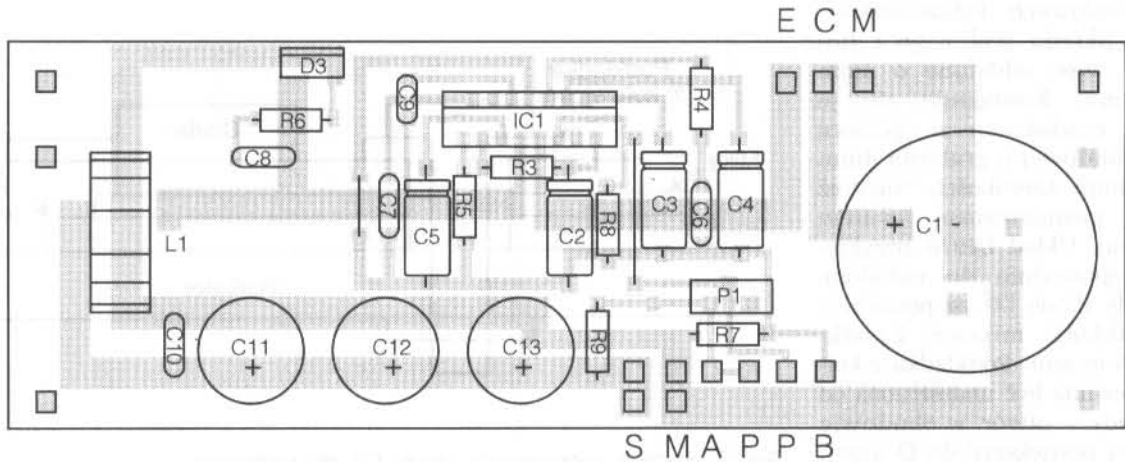 E C M
D3
C9
R4
R6
IC1
C8
R3
C7
R5
C5
C2
R8
C3
C6
C4
+ C1 -
L1
P1
R9
R7
C10
C11
+
C12
+
C13
+
S M A P P B